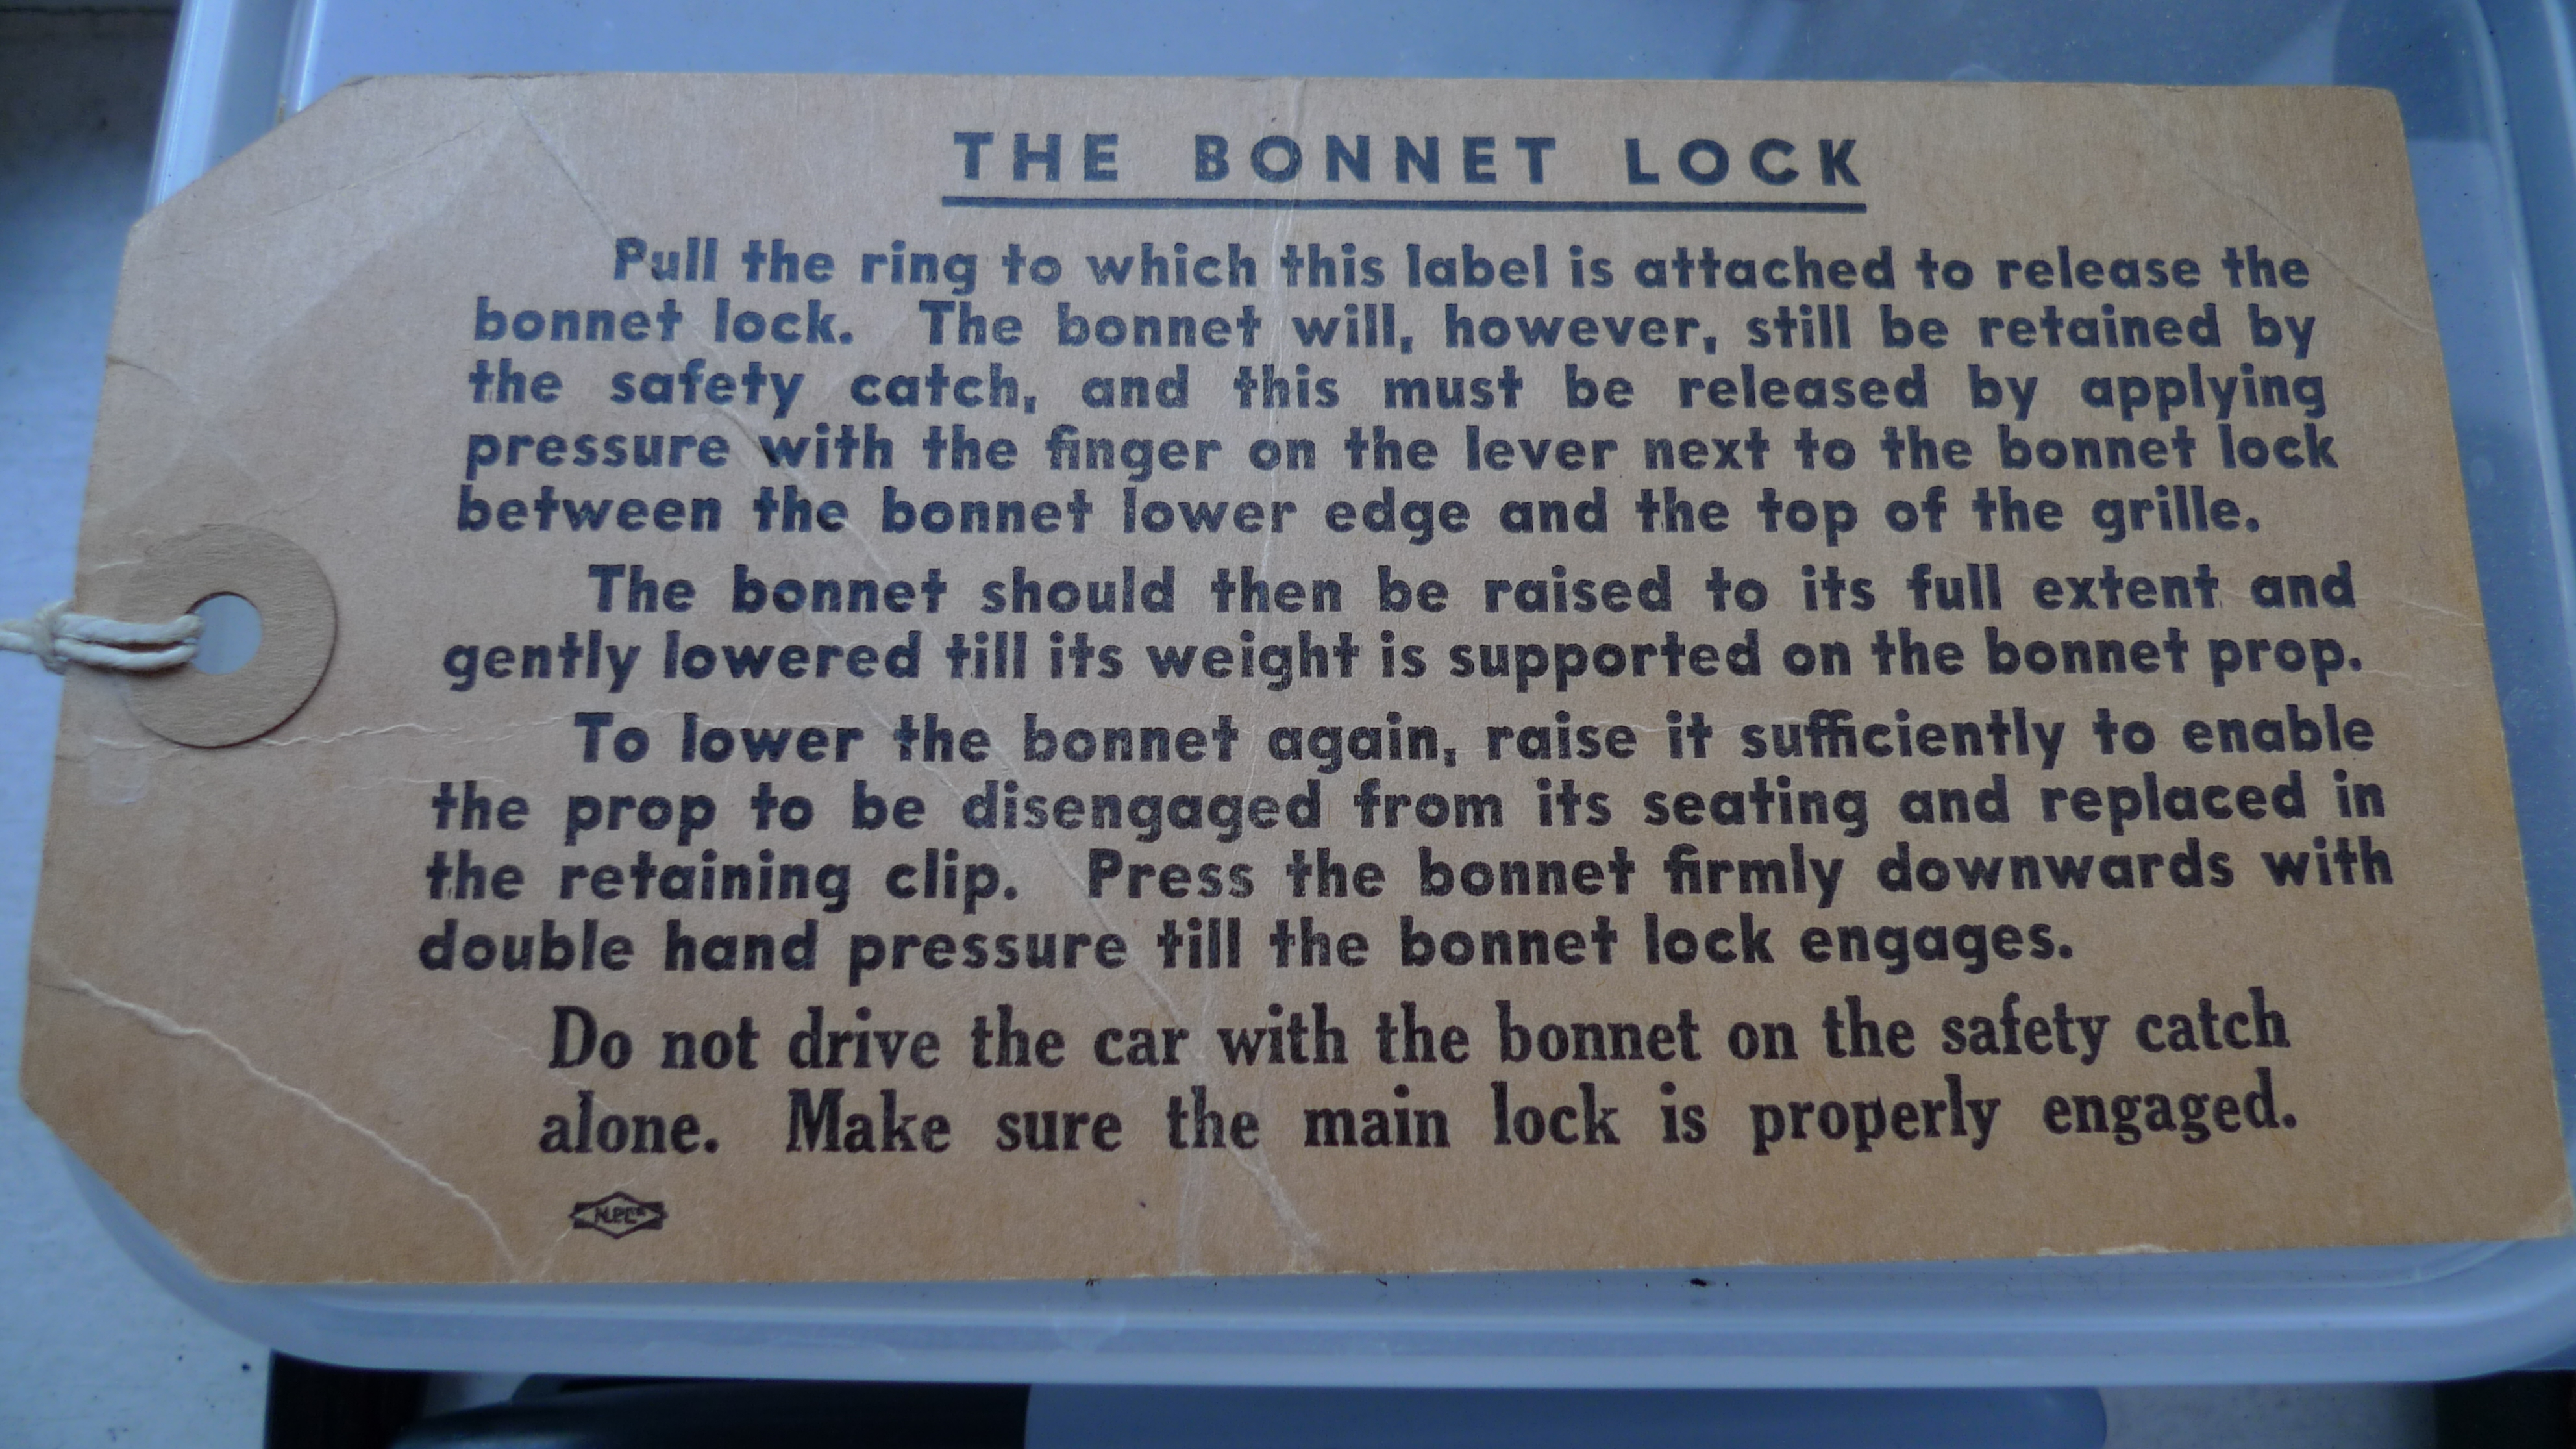 THE BONNET LOCK
Pull the ring to which this label is attached to release the
bonnet lock. The bonnet will, however, still be retained by
the safety catch, and this must be released by applying
pressure with the finger on the lever next to the bonnet lock
between the bonnet lower edge and the top of the grille.
The bonnet should then be raised to its full extent and
gently lowered till its weight is supported on the bonnet prop.
To lower the bonnet again, raise it sufficiently to enable
the prop to be disengaged from its seating and replaced in
the retaining clip. Press the bonnet firmly downwards with
double hand pressure till the bonnet lock engages.
Do not drive the car with the bonnet on the safety catch
alone. Make sure the main lock is properly engaged.